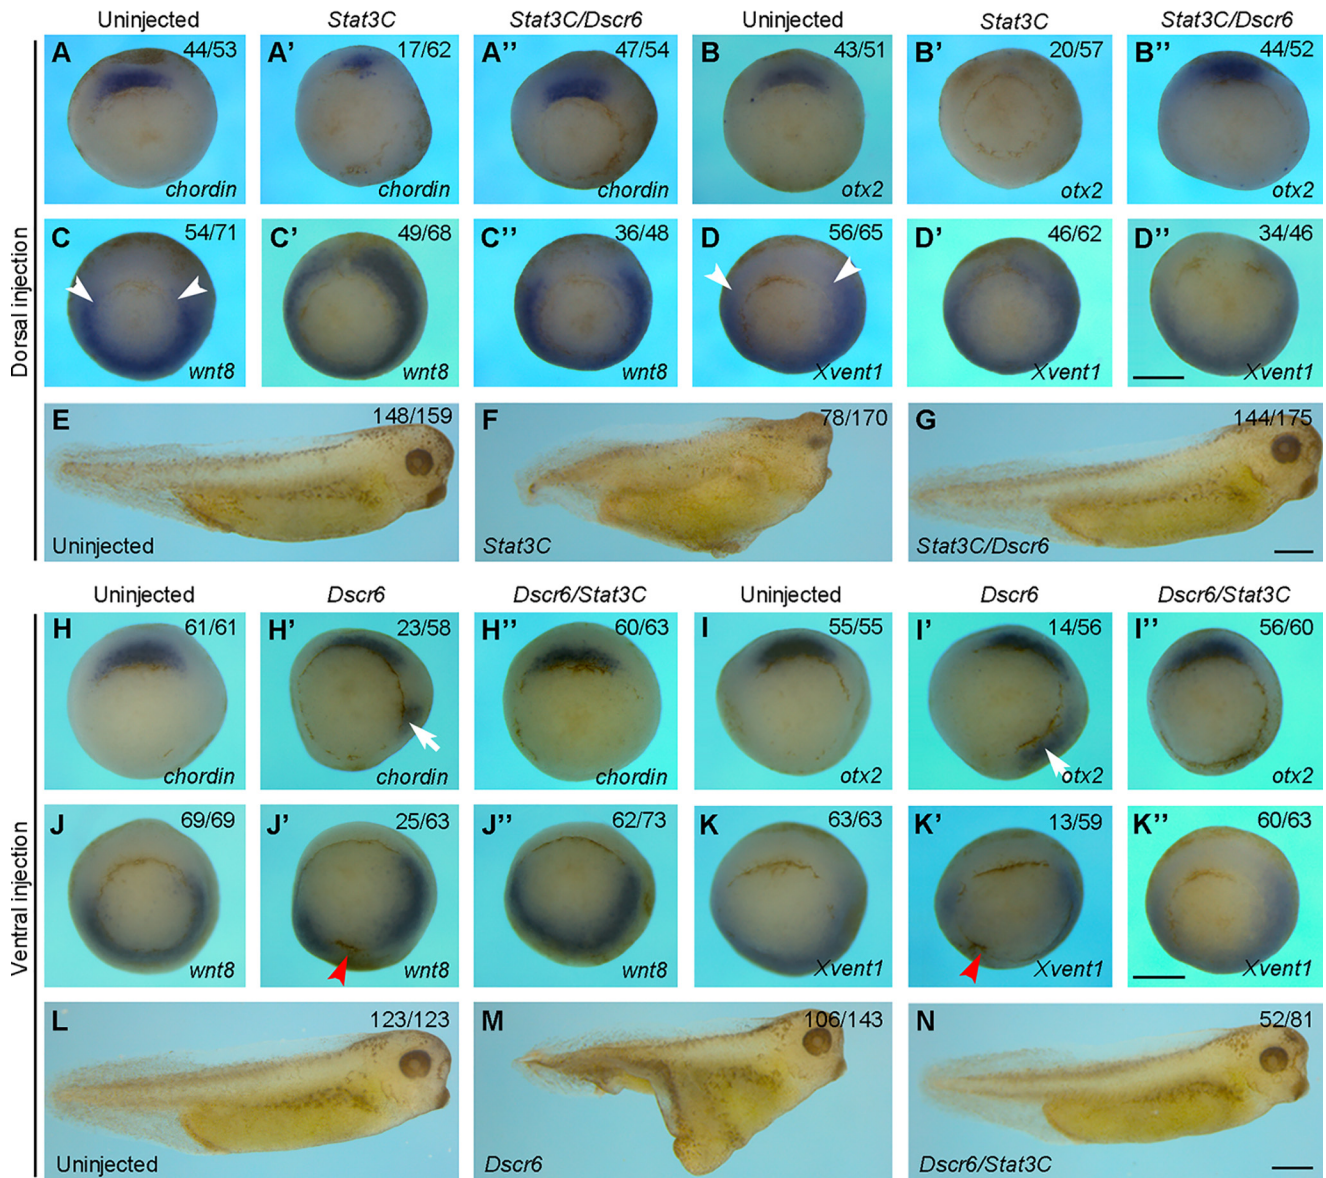 Uninjected Stat3C Stat3C/Dscr6 Uninjected Stat3C Stat3C/Dscr6
Dorsal injection
A 44/53 A' 17/62 A'' 47/54 B 43/51 B' 20/57 B'' 44/52
chordin chordin chordin otx2 otx2 otx2
C 54/71 C' 49/68 C'' 36/48 D 56/65 D' 46/62 D'' 34/46
wnt8 wnt8 wnt8 Xvent1 Xvent1 Xvent1
E 148/159 F 78/170 G 144/175
Uninjected Stat3C Stat3C/Dscr6
Uninjected Dscr6 Dscr6/Stat3C Uninjected Dscr6 Dscr6/Stat3C
Ventral injection
H 61/61 H' 23/58 H'' 60/63 I 55/55 I' 14/56 I'' 56/60
chordin chordin chordin otx2 otx2 otx2
J 69/69 J' 25/63 J'' 62/73 K 63/63 K' 13/59 K'' 60/63
wnt8 wnt8 wnt8 Xvent1 Xvent1 Xvent1
L 123/123 M 106/143 N 52/81
Uninjected Dscr6 Dscr6/Stat3C